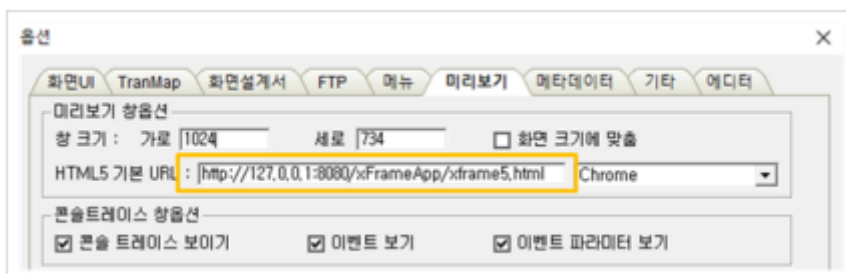 옵션
화면UI TranMap 화면설계서 FTP 메뉴 미리보기 메타데이터 기타 에디터
미리보기 창옵션
창 크기 : 가로 1024 세로 734 화면 크기에 맞춤
HTML5 기본 URL : http://127.0.0.1:8080/xFrameApp/xframe5.html Chrome
콘솔트레이스 창옵션
콘솔 트레이스 보이기 이벤트 보기 이벤트 파라미터 보기